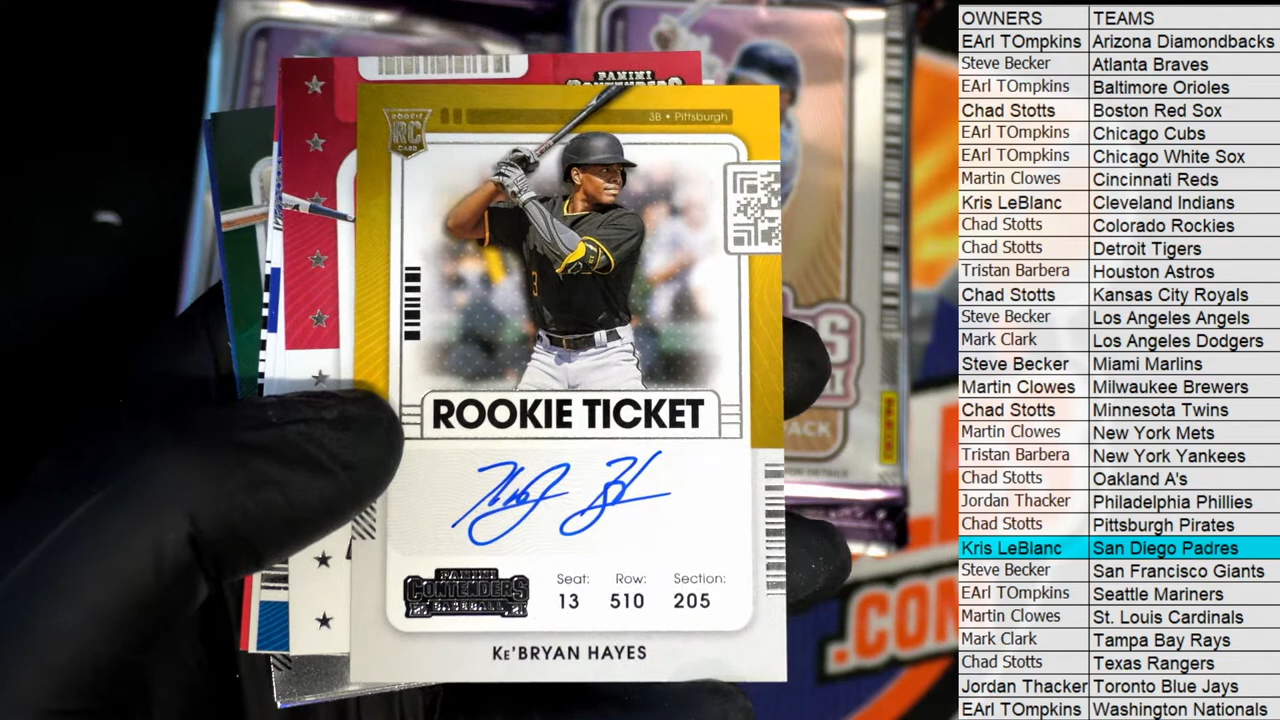 PANINI
CONTENDERS
ROOKIE
RC
CARD
3B • Pittsburgh
3
ROOKIE TICKET
PANINI
CONTENDERS
BASEBALL
Seat: Row: Section:
13 510 205
KE'BRYAN HAYES
PACK
.COM
OWNERS TEAMS
EArl TOmpkins Arizona Diamondbacks
Steve Becker Atlanta Braves
EArl TOmpkins Baltimore Orioles
Chad Stotts Boston Red Sox
EArl TOmpkins Chicago Cubs
EArl TOmpkins Chicago White Sox
Martin Clowes Cincinnati Reds
Kris LeBlanc Cleveland Indians
Chad Stotts Colorado Rockies
Chad Stotts Detroit Tigers
Tristan Barbera Houston Astros
Chad Stotts Kansas City Royals
Steve Becker Los Angeles Angels
Mark Clark Los Angeles Dodgers
Steve Becker Miami Marlins
Martin Clowes Milwaukee Brewers
Chad Stotts Minnesota Twins
Martin Clowes New York Mets
Tristan Barbera New York Yankees
Chad Stotts Oakland A's
Jordan Thacker Philadelphia Phillies
Chad Stotts Pittsburgh Pirates
Kris LeBlanc San Diego Padres
Steve Becker San Francisco Giants
EArl TOmpkins Seattle Mariners
Martin Clowes St. Louis Cardinals
Mark Clark Tampa Bay Rays
Chad Stotts Texas Rangers
Jordan Thacker Toronto Blue Jays
EArl TOmpkins Washington Nationals